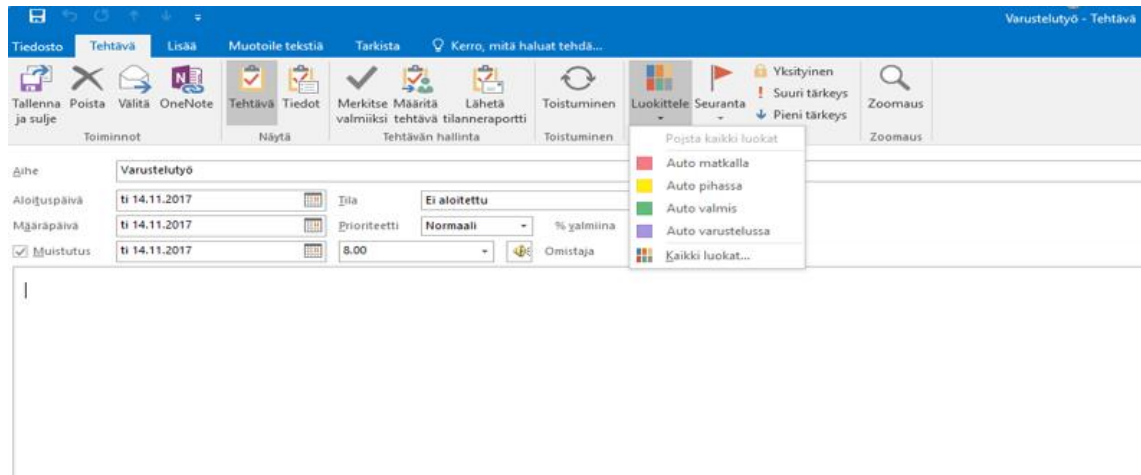 Varustelutyö - Tehtävä
Tiedosto Tehtävä Lisää Muotoile tekstiä Tarkista Kerro, mitä haluat tehdä...
Tallenna ja sulje Poista Välitä OneNote Tehtävä Tiedot Merkitse valmiiksi Määritä tehtävä Lähetä tilanneraportti Toistuminen Luokittele Seuranta Zoomaus
Yksityinen
Suuri tärkeys
Pieni tärkeys
Toiminnot Näytä Tehtävän hallinta Toistuminen Zoomaus
Poista kaikki luokat
Auto matkalla
Auto pihassa
Auto valmis
Auto varustelussa
Kaikki luokat...
Aihe Varustelutyö
Aloituspäivä ti 14.11.2017 Tila Ei aloitettu
Määräpäivä ti 14.11.2017 Prioriteetti Normaali % valmiina
Muistutus ti 14.11.2017 8.00 Omistaja